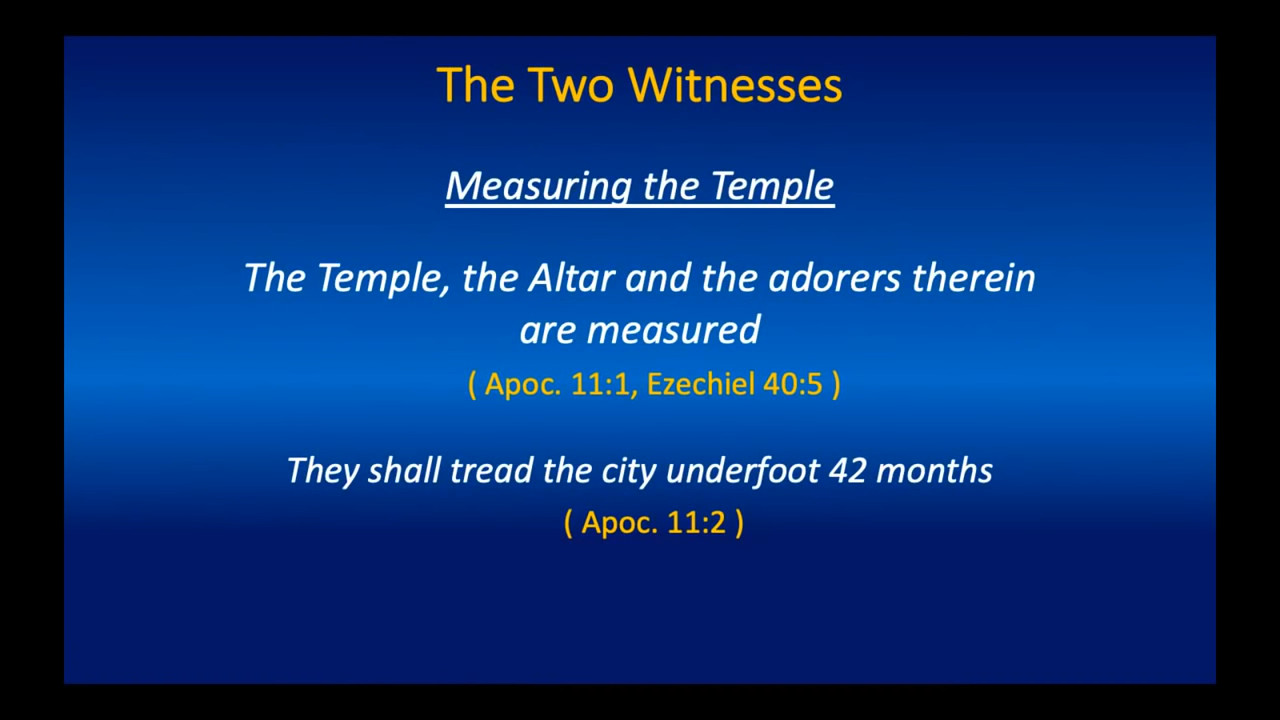 The Two Witnesses
Measuring the Temple
The Temple, the Altar and the adorers therein
are measured
( Apoc. 11:1, Ezechiel 40:5 )
They shall tread the city underfoot 42 months
( Apoc. 11:2 )